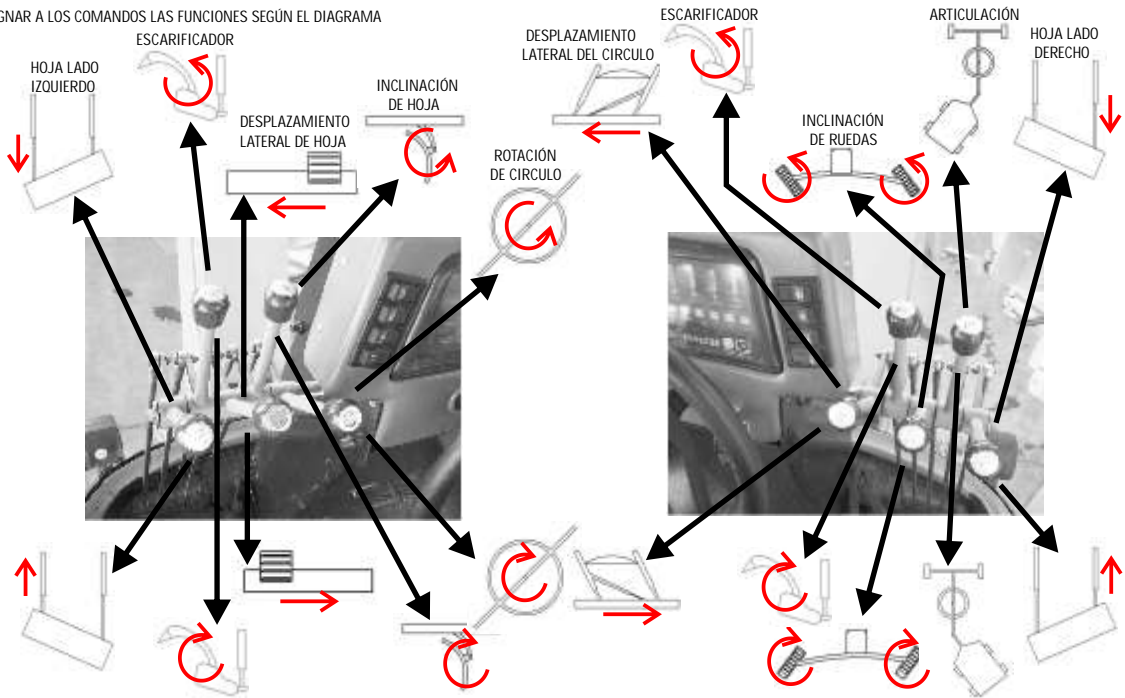 GNAR A LOS COMANDOS LAS FUNCIONES SEGÚN EL DIAGRAMA
ESCARIFICADOR
HOJA LADO
IZQUIERDO
DESPLAZAMIENTO
LATERAL DE HOJA
INCLINACIÓN
DE HOJA
ROTACIÓN
DE CIRCULO
DESPLAZAMIENTO
LATERAL DEL CIRCULO
ESCARIFICADOR
INCLINACIÓN
DE RUEDAS
ARTICULACIÓN
HOJA LADO
DERECHO